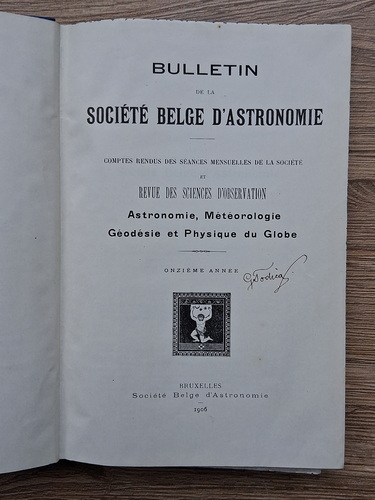 BULLETIN
DE LA
SOCIÉTÉ BELGE D'ASTRONOMIE
COMPTES RENDUS DES SÉANCES MENSUELLES DE LA SOCIÉTÉ
ET
REVUE DES SCIENCES D'OBSERVATION
Astronomie, Météorologie
Géodésie et Physique du Globe
ONZIÈME ANNÉE
BRUXELLES
Société Belge d'Astronomie
1906